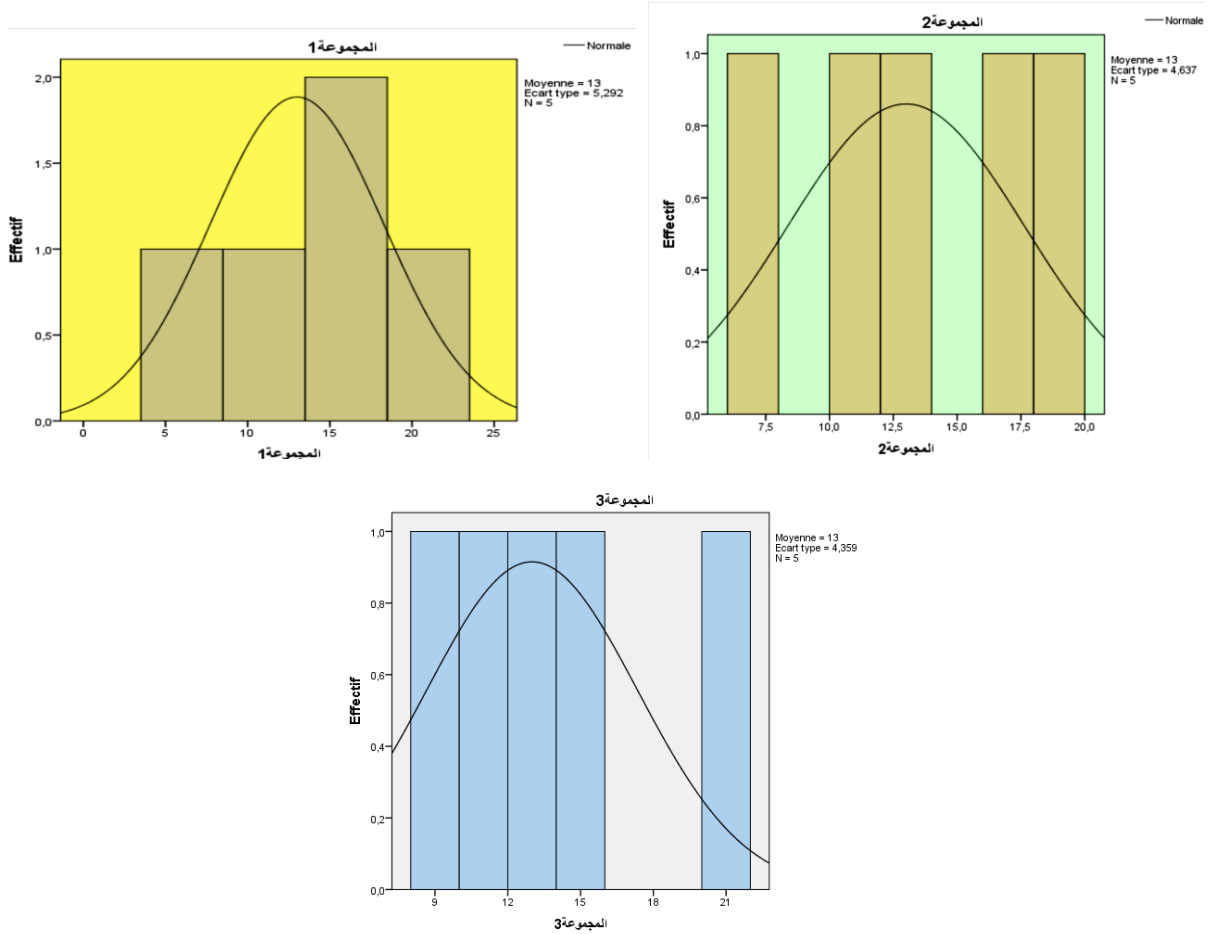 المجموعة1
Normale
Moyenne = 13
Ecart type = 5,292
N = 5
2,0
1,5
1,0
0,5
0,0
Effectif
0 5 10 15 20 25
المجموعة1
المجموعة2
Normale
Moyenne = 13
Ecart type = 4,637
N = 5
1,0
0,8
0,6
0,4
0,2
0,0
Effectif
7,5 10,0 12,5 15,0 17,5 20,0
المجموعة2
المجموعة3
Moyenne = 13
Ecart type = 4,359
N = 5
1,0
0,8
0,6
0,4
0,2
0,0
Effectif
9 12 15 18 21
المجموعة3